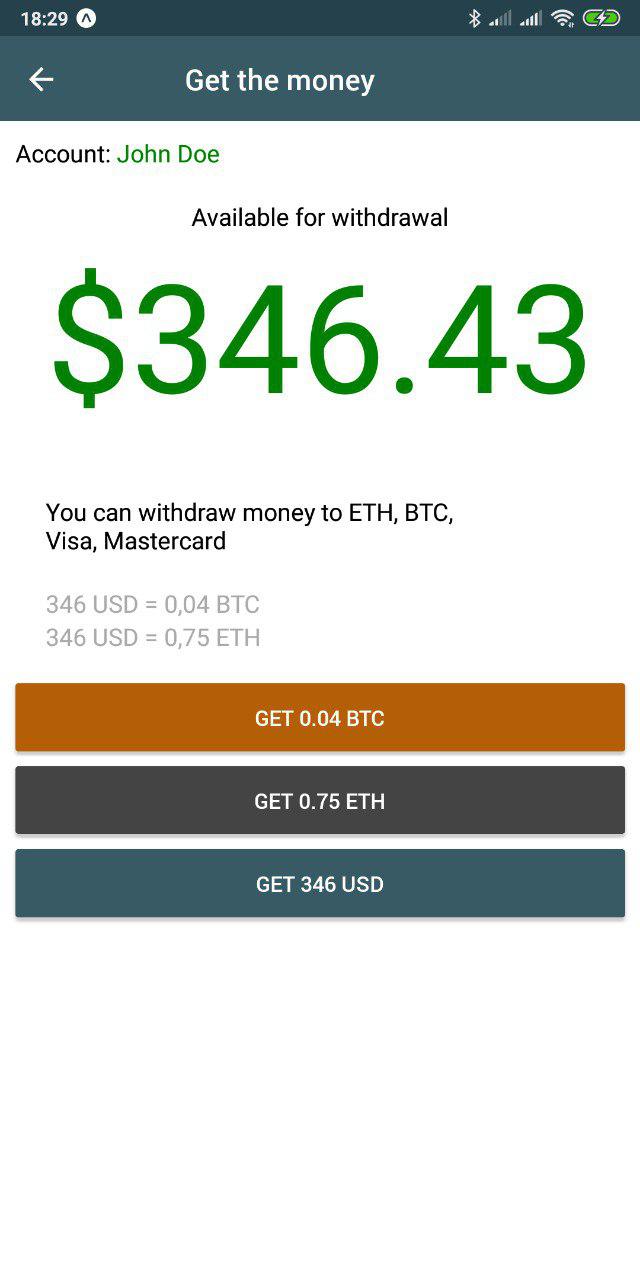 18:29
Get the money
Account: John Doe
Available for withdrawal
$346.43
You can withdraw money to ETH, BTC,
Visa, Mastercard
346 USD = 0,04 BTC
346 USD = 0,75 ETH
GET 0.04 BTC
GET 0.75 ETH
GET 346 USD